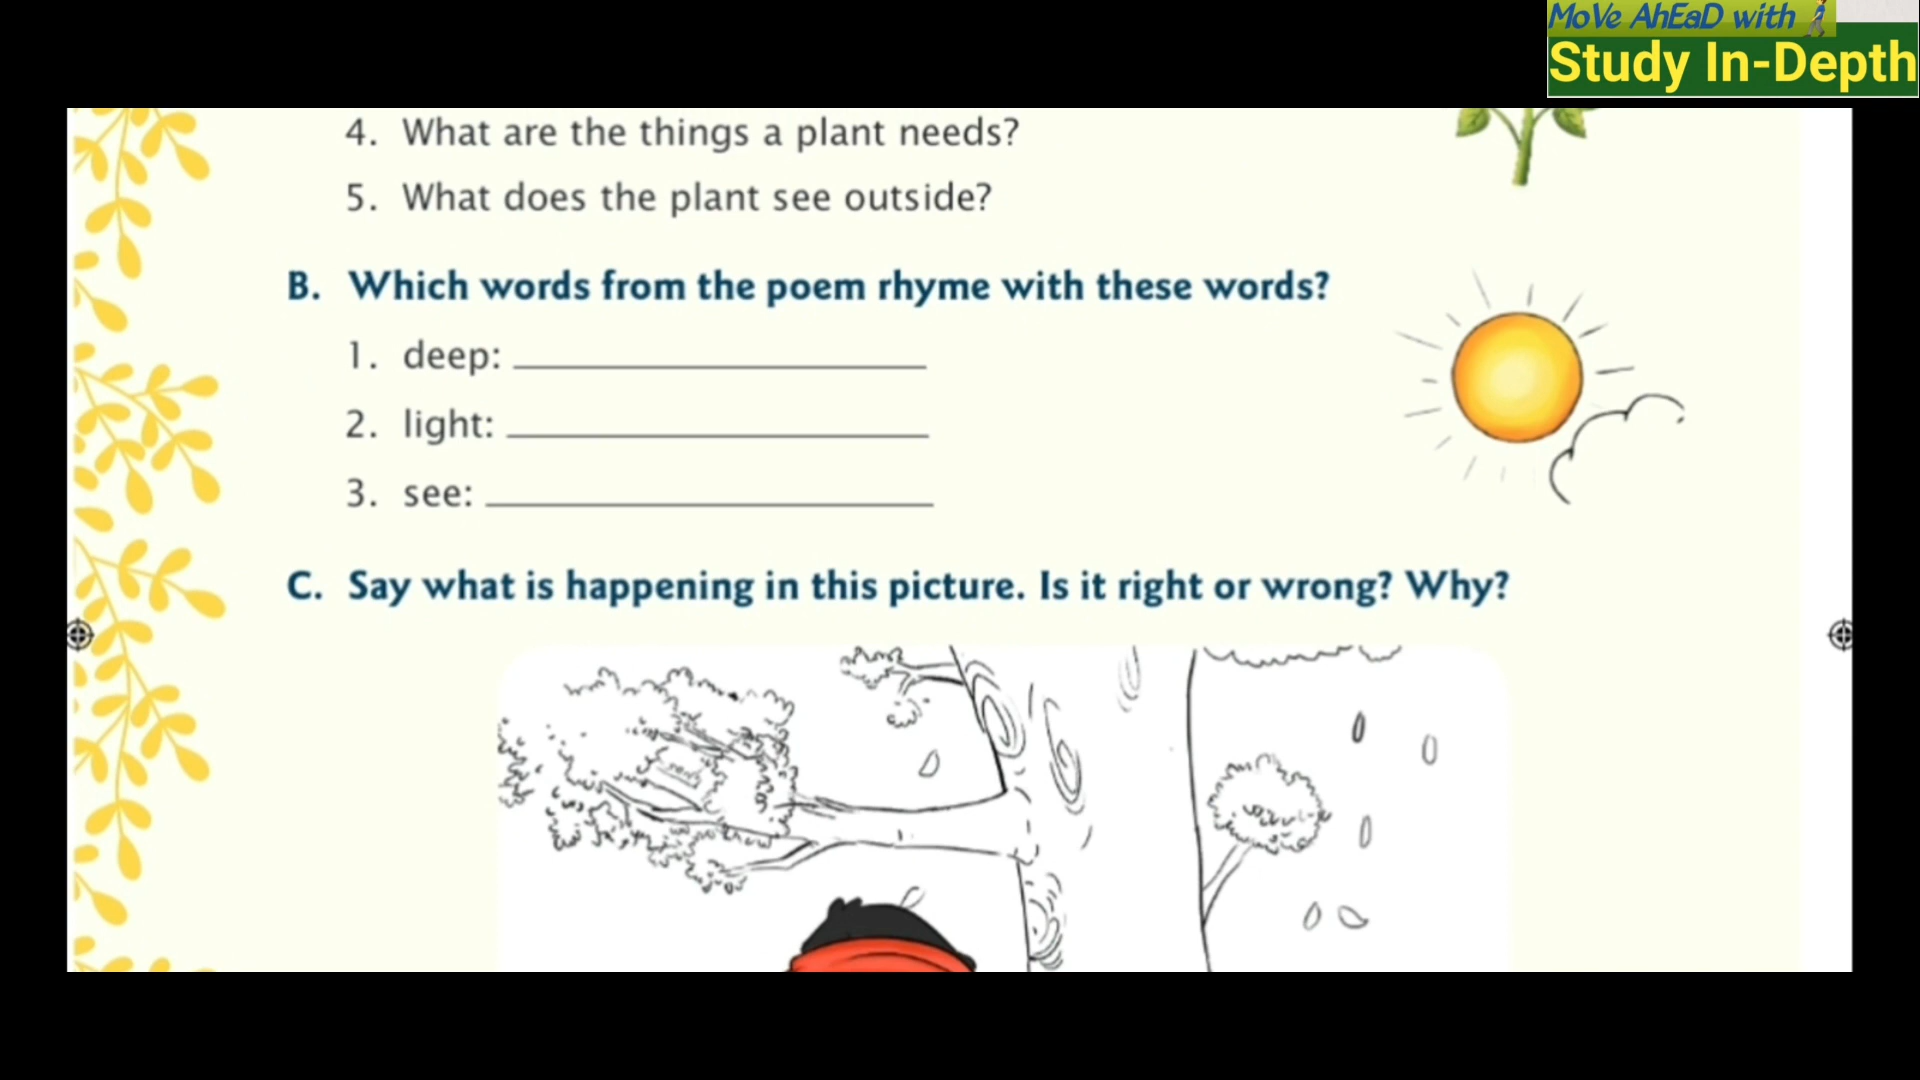 MoVe AhEaD with
Study In-Depth
4. What are the things a plant needs?
5. What does the plant see outside?
B. Which words from the poem rhyme with these words?
1. deep:
2. light:
3. see:
C. Say what is happening in this picture. Is it right or wrong? Why?